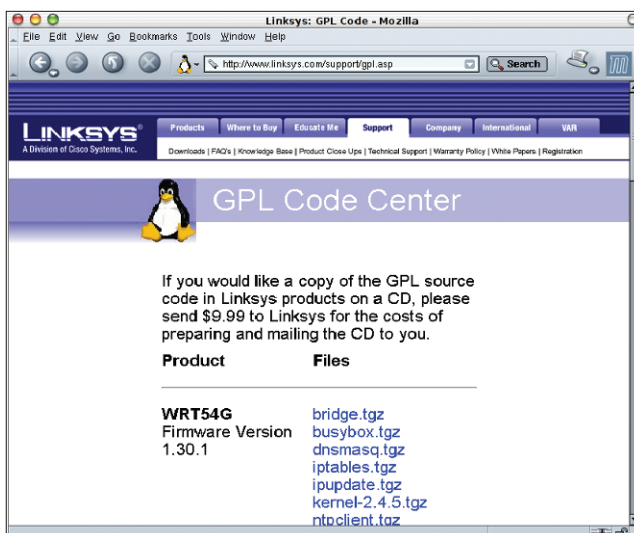 Linksys: GPL Code - Mozilla
File Edit View Go Bookmarks Tools Window Help
http://www.linksys.com/support/gpl.asp
Search
LINKSYS®
A Division of Cisco Systems, Inc.
Products Where to Buy Educate Me Support Company International VAR
Downloads | FAQ's | Knowledge Base | Product Close Ups | Technical Support | Warranty Policy | White Papers | Registration
GPL Code Center
If you would like a copy of the GPL source
code in Linksys products on a CD, please
send $9.99 to Linksys for the costs of
preparing and mailing the CD to you.
Product Files
WRT54G bridge.tgz
Firmware Version busybox.tgz
1.30.1 dnsmasq.tgz
iptables.tgz
ipupdate.tgz
kernel-2.4.5.tgz
ntpclient.tgz